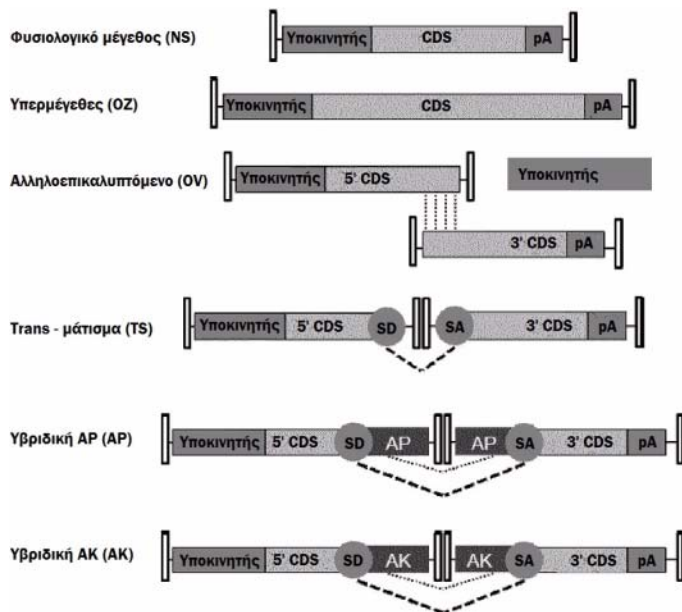 Φυσιολογικό μέγεθος (NS)
Υποκινητής CDS pA
Υπερμέγεθες (OZ)
Υποκινητής CDS pA
Αλληλοεπικαλυπτόμενο (OV)
Υποκινητής 5' CDS
Υποκινητής
3' CDS pA
Trans - μάτισμα (TS)
Υποκινητής 5' CDS SD SA 3' CDS pA
Υβριδική AP (AP)
Υποκινητής 5' CDS SD AP AP SA 3' CDS pA
Υβριδική AK (AK)
Υποκινητής 5' CDS SD AK AK SA 3' CDS pA